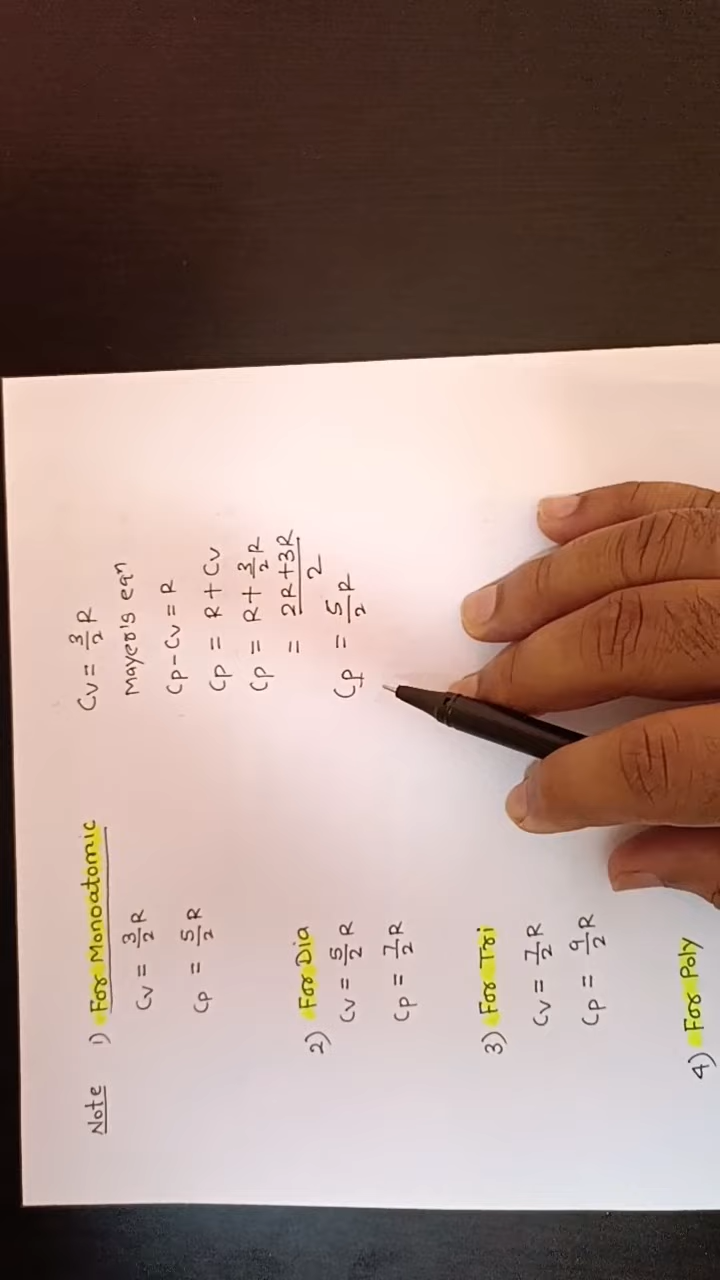 Note 1) For Monoatomic
Cv = 3/2 R
Cp = 5/2 R
2) For Dia
Cv = 5/2 R
Cp = 7/2 R
3) For Tri
Cv = 7/2 R
Cp = 9/2 R
4) For Poly
Cv = 3/2 R
Mayer's eqn
Cp - Cv = R
Cp = R + Cv
Cp = R + 3/2 R
= 2R + 3R / 2
Cp = 5/2 R